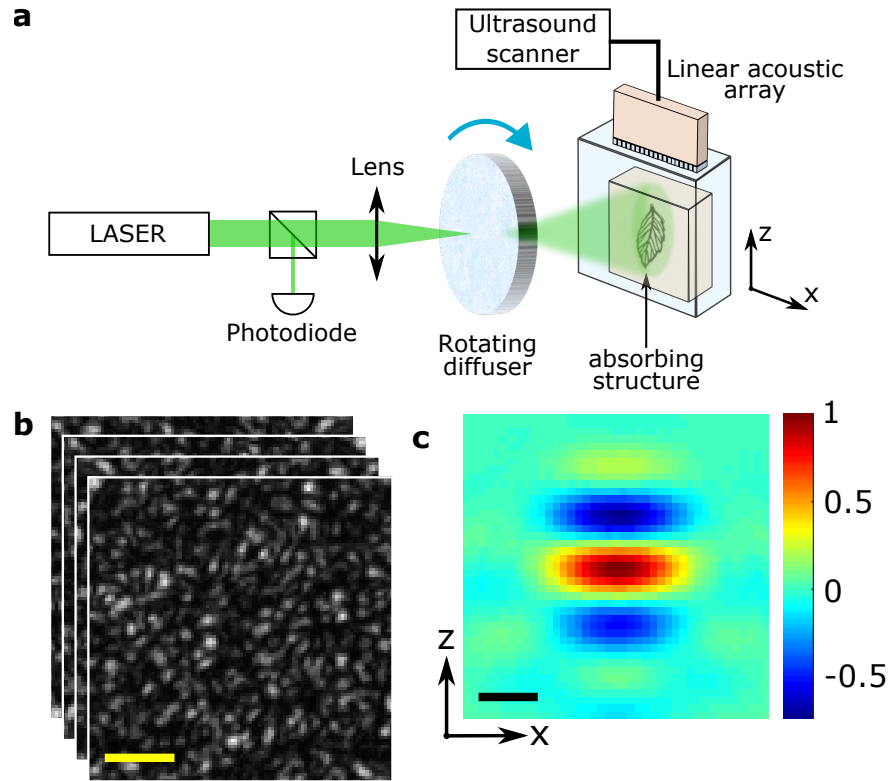 a
Ultrasound
scanner
Linear acoustic
array
Lens
LASER
Photodiode
Rotating
diffuser
absorbing
structure
z
x
b
c
1
0.5
0
-0.5
z
x